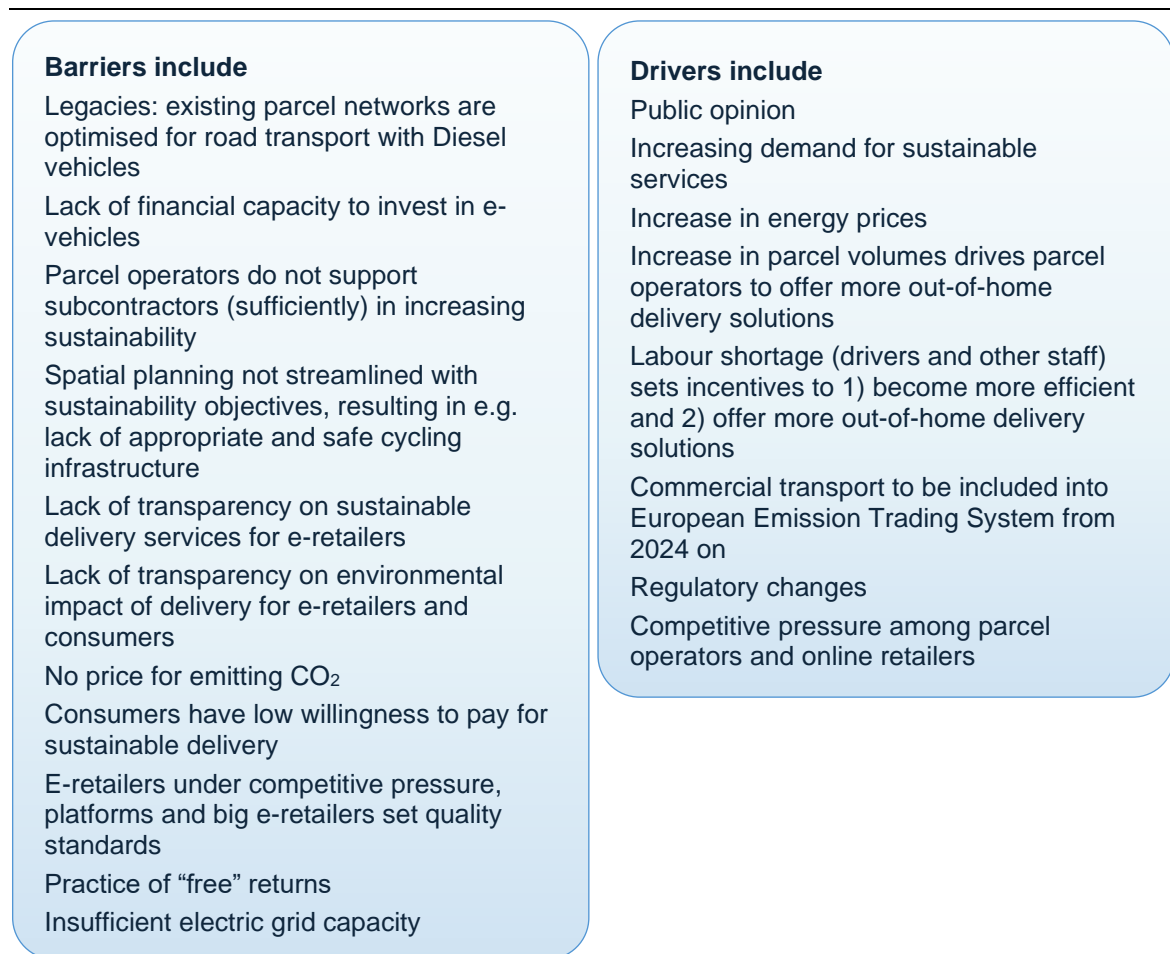 Barriers include
Legacies: existing parcel networks are
optimised for road transport with Diesel
vehicles
Lack of financial capacity to invest in e-
vehicles
Parcel operators do not support
subcontractors (sufficiently) in increasing
sustainability
Spatial planning not streamlined with
sustainability objectives, resulting in e.g.
lack of appropriate and safe cycling
infrastructure
Lack of transparency on sustainable
delivery services for e-retailers
Lack of transparency on environmental
impact of delivery for e-retailers and
consumers
No price for emitting CO₂
Consumers have low willingness to pay for
sustainable delivery
E-retailers under competitive pressure,
platforms and big e-retailers set quality
standards
Practice of “free” returns
Insufficient electric grid capacity
Drivers include
Public opinion
Increasing demand for sustainable
services
Increase in energy prices
Increase in parcel volumes drives parcel
operators to offer more out-of-home
delivery solutions
Labour shortage (drivers and other staff)
sets incentives to 1) become more efficient
and 2) offer more out-of-home delivery
solutions
Commercial transport to be included into
European Emission Trading System from
2024 on
Regulatory changes
Competitive pressure among parcel
operators and online retailers